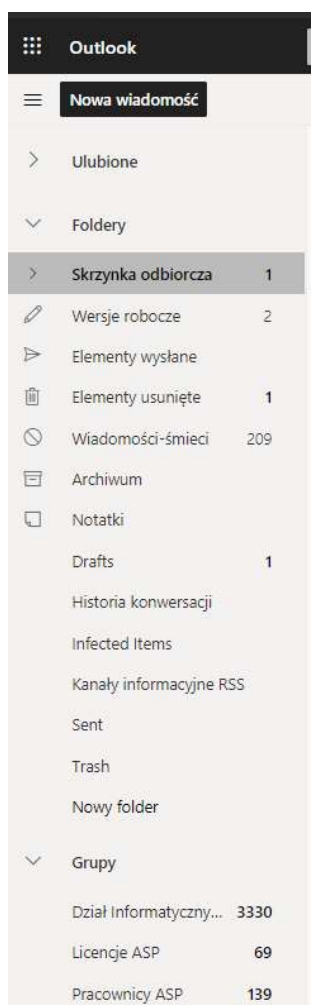 Outlook
Nowa wiadomość
Ulubione
Foldery
Skrzynka odbiorcza 1
Wersje robocze 2
Elementy wysłane
Elementy usunięte 1
Wiadomości-śmieci 209
Archiwum
Notatki
Drafts 1
Historia konwersacji
Infected Items
Kanały informacyjne RSS
Sent
Trash
Nowy folder
Grupy
Dział Informatyczny... 3330
Licencje ASP 69
Pracownicy ASP 139